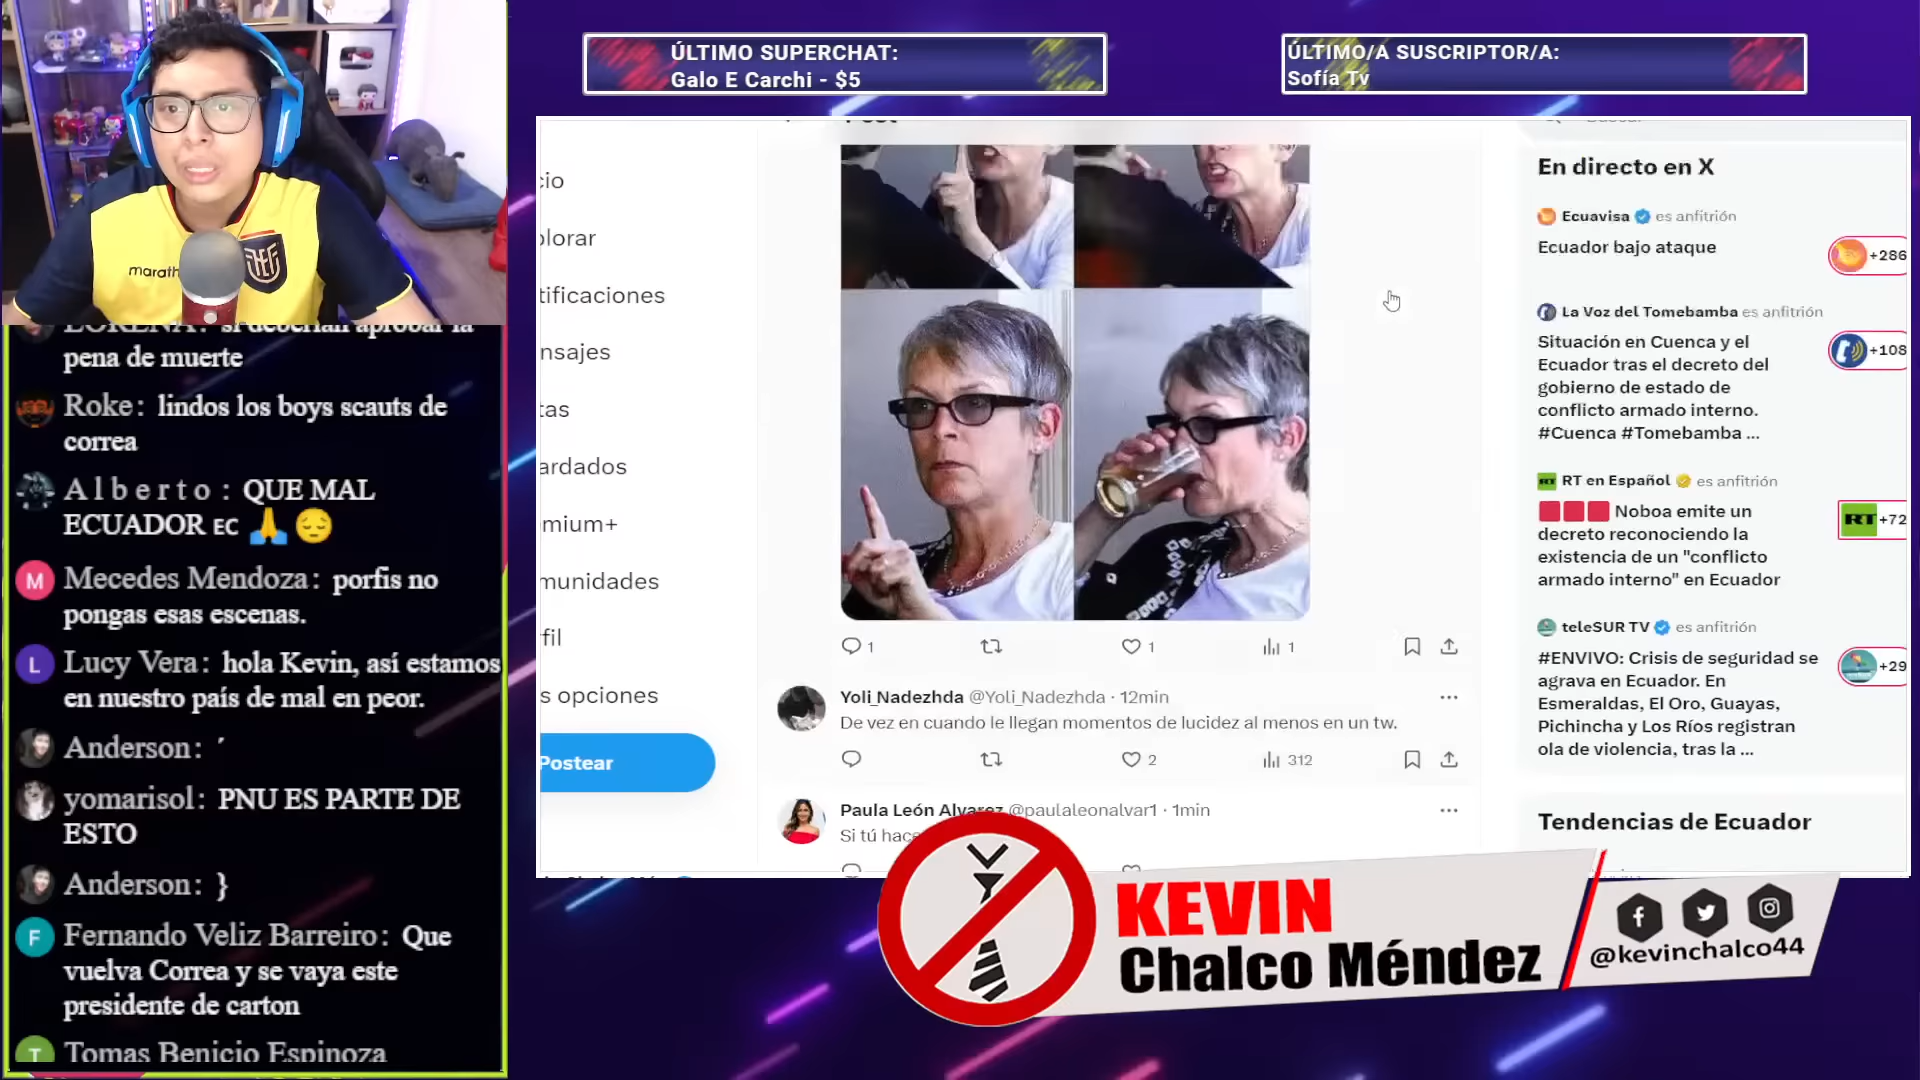 ÚLTIMO SUPERCHAT:
Galo E Carchi - $5
ÚLTIMO/A SUSCRIPTOR/A:
Sofía Tv
marath
LORENA: si deberían aprobar la
pena de muerte
Roke: lindos los boys scauts de
correa
Alberto: QUE MAL
ECUADOR EC 🙏😔
M
Mecedes Mendoza: porfis no
pongas esas escenas.
L
Lucy Vera: hola Kevin, así estamos
en nuestro país de mal en peor.
Anderson: ´
yomarisol: PNU ES PARTE DE
ESTO
Anderson: }
F
Fernando Veliz Barreiro: Que
vuelva Correa y se vaya este
presidente de carton
T
Tomas Benicio Espinoza
cio
plorar
tificaciones
nsajes
tas
ardados
mium+
munidades
fil
s opciones
Postear
Post
1
1
1
Yoli_Nadezhda @Yoli_Nadezhda · 12min
De vez en cuando le llegan momentos de lucidez al menos en un tw.
2
312
Paula León Alvarez @paulaleonalvar1 · 1min
Si tú hace
Buscar
En directo en X
Ecuavisa es anfitrión
Ecuador bajo ataque
+286
La Voz del Tomebamba es anfitrión
Situación en Cuenca y el
Ecuador tras el decreto del
gobierno de estado de
conflicto armado interno.
#Cuenca #Tomebamba ...
+108
RT en Español es anfitrión
Noboa emite un
decreto reconociendo la
existencia de un "conflicto
armado interno" en Ecuador
RT +72
teleSUR TV es anfitrión
#ENVIVO: Crisis de seguridad se
agrava en Ecuador. En
Esmeraldas, El Oro, Guayas,
Pichincha y Los Ríos registran
ola de violencia, tras la ...
+29
Tendencias de Ecuador
KEVIN
Chalco Méndez
@kevinchalco44